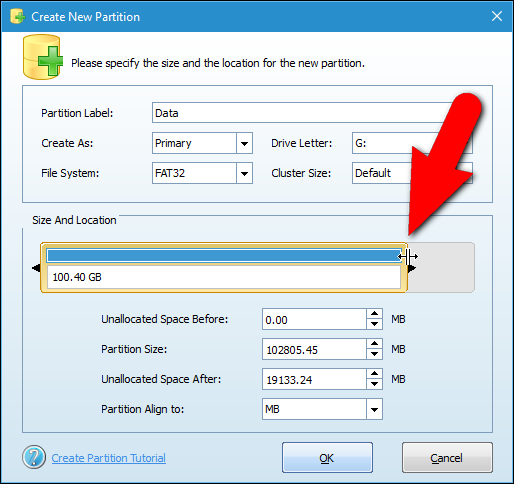 Create New Partition
Please specify the size and the location for the new partition.
Partition Label: Data
Create As: Primary Drive Letter: G:
File System: FAT32 Cluster Size: Default
Size And Location
100.40 GB
Unallocated Space Before: 0.00 MB
Partition Size: 102805.45 MB
Unallocated Space After: 19133.24 MB
Partition Align to: MB
? Create Partition Tutorial OK Cancel